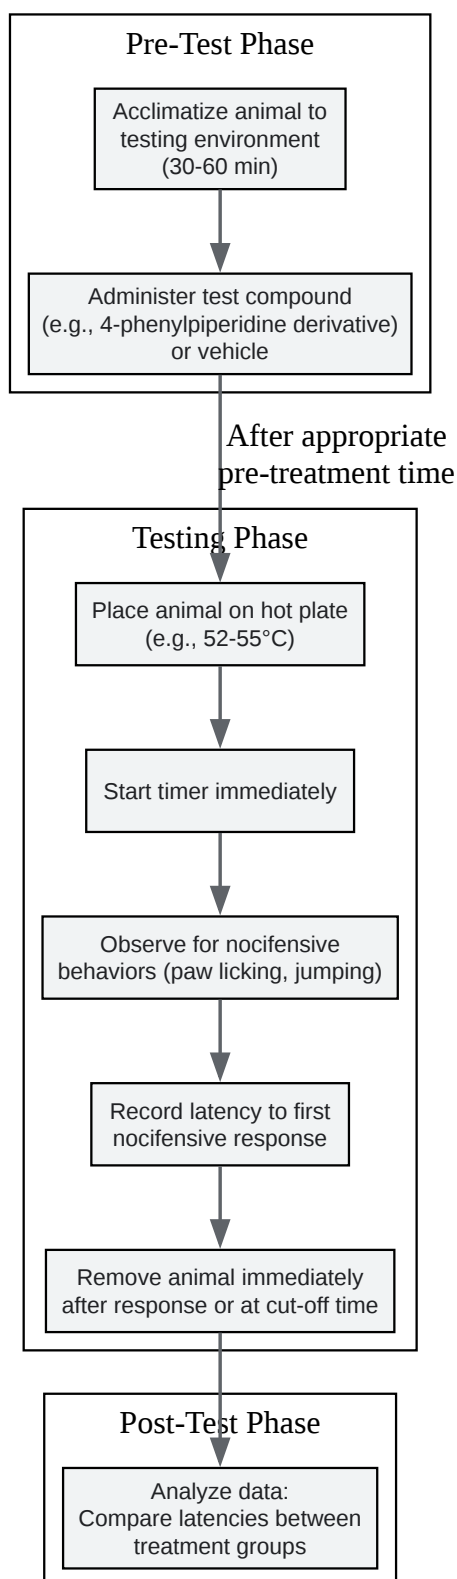 Pre-Test Phase
Acclimatize animal to
testing environment
(30-60 min)
Administer test compound
(e.g., 4-phenylpiperidine derivative)
or vehicle
After appropriate
pre-treatment time
Testing Phase
Place animal on hot plate
(e.g., 52-55°C)
Start timer immediately
Observe for nocifensive
behaviors (paw licking, jumping)
Record latency to first
nocifensive response
Remove animal immediately
after response or at cut-off time
Post-Test Phase
Analyze data:
Compare latencies between
treatment groups